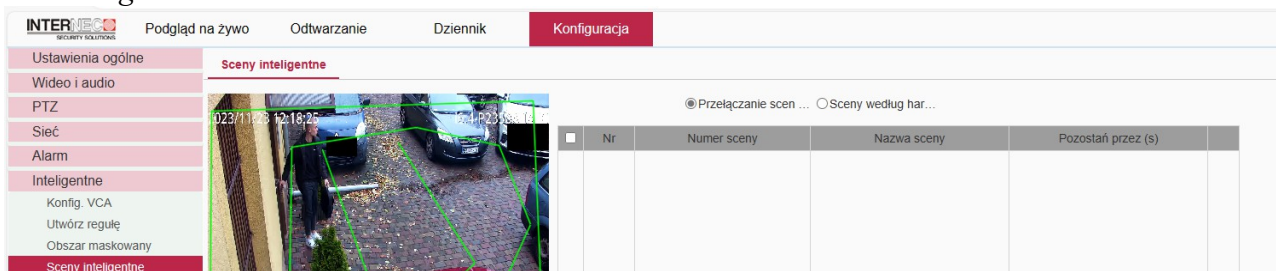 INTERNEC Podgląd na żywo Odtwarzanie Dziennik Konfiguracja
SECURITY SOLUTIONS
Ustawienia ogólne
Sceny inteligentne
Wideo i audio
PTZ
Przełączanie scen … Sceny według har…
Sieć
Nr Numer sceny Nazwa sceny Pozostań przez (s)
Alarm
Inteligentne
Konfig. VCA
Utwórz regułę
Obszar maskowany
Sceny inteligentne